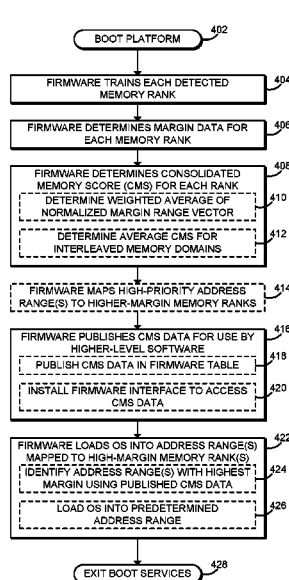 BOOT PLATFORM
402
FIRMWARE TRAINS EACH DETECTED
MEMORY RANK
404
FIRMWARE DETERMINES MARGIN DATA FOR
EACH MEMORY RANK
406
FIRMWARE DETERMINES CONSOLIDATED
MEMORY SCORE (CMS) FOR EACH RANK
408
DETERMINE WEIGHTED AVERAGE OF
NORMALIZED MARGIN RANGE VECTOR
410
DETERMINE AVERAGE CMS FOR
INTERLEAVED MEMORY DOMAINS
412
FIRMWARE MAPS HIGH-PRIORITY ADDRESS
RANGE(S) TO HIGHER-MARGIN MEMORY RANKS
414
FIRMWARE PUBLISHES CMS DATA FOR USE BY
HIGHER-LEVEL SOFTWARE
416
PUBLISH CMS DATA IN FIRMWARE TABLE
418
INSTALL FIRMWARE INTERFACE TO ACCESS
CMS DATA
420
FIRMWARE LOADS OS INTO ADDRESS RANGE(S)
MAPPED TO HIGH-MARGIN MEMORY RANK(S)
422
IDENTIFY ADDRESS RANGE(S) WITH HIGHEST
MARGIN USING PUBLISHED CMS DATA
424
LOAD OS INTO PREDETERMINED
ADDRESS RANGE
426
EXIT BOOT SERVICES
428